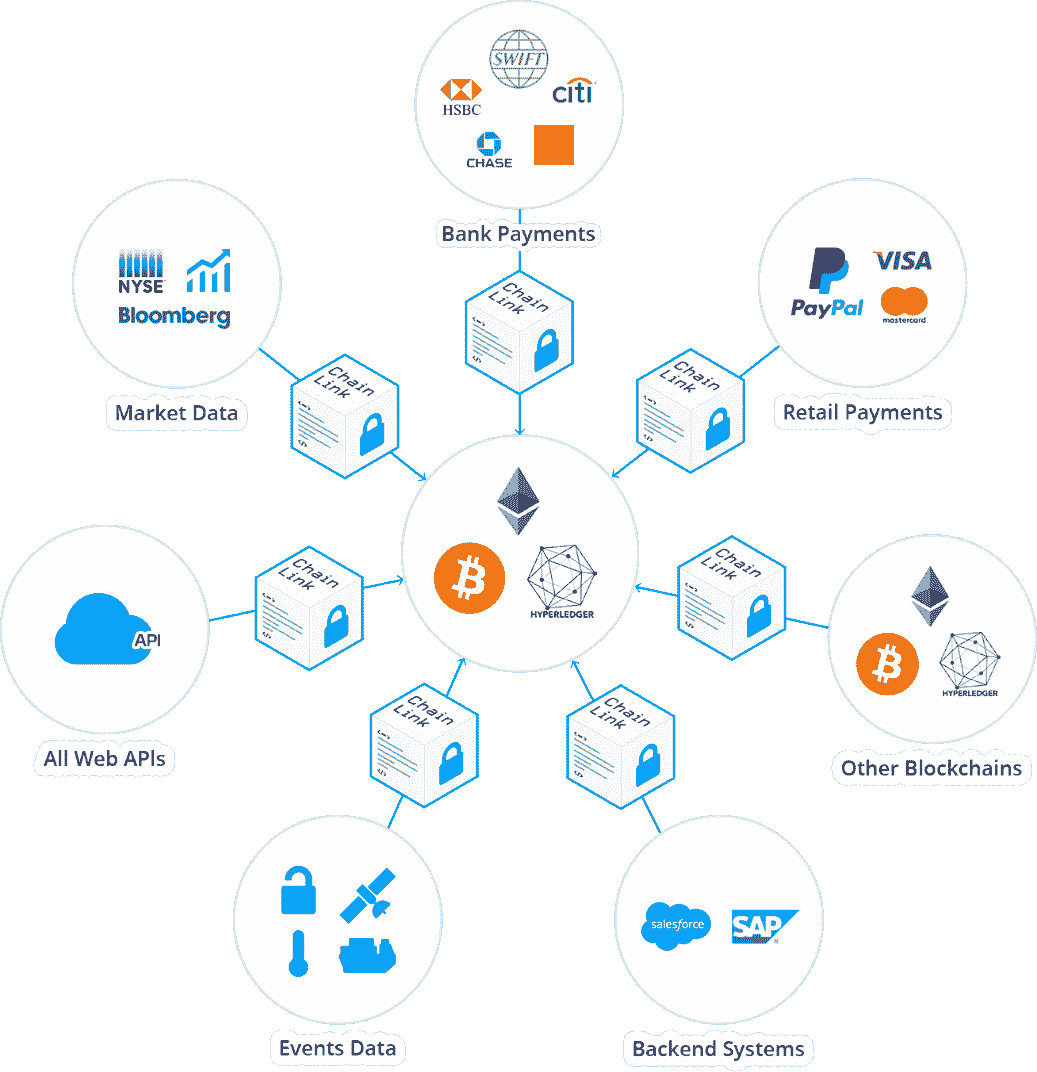 SWIFT
HSBC
citi
CHASE
Bank Payments
NYSE
Bloomberg
Market Data
PayPal
VISA
mastercard
Retail Payments
Chain
Link
Chain
Link
Chain
Link
HYPERLEDGER
API
All Web APIs
Chain
Link
Chain
Link
HYPERLEDGER
Other Blockchains
Chain
Link
Chain
Link
Events Data
salesforce
SAP
Backend Systems